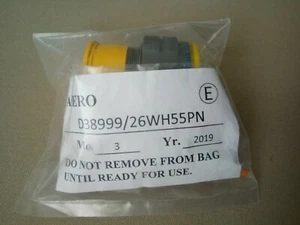 AERO
E
D38999/26WH55PN
3 Yr. 2019
DO NOT REMOVE FROM BAG
UNTIL READY FOR USE.